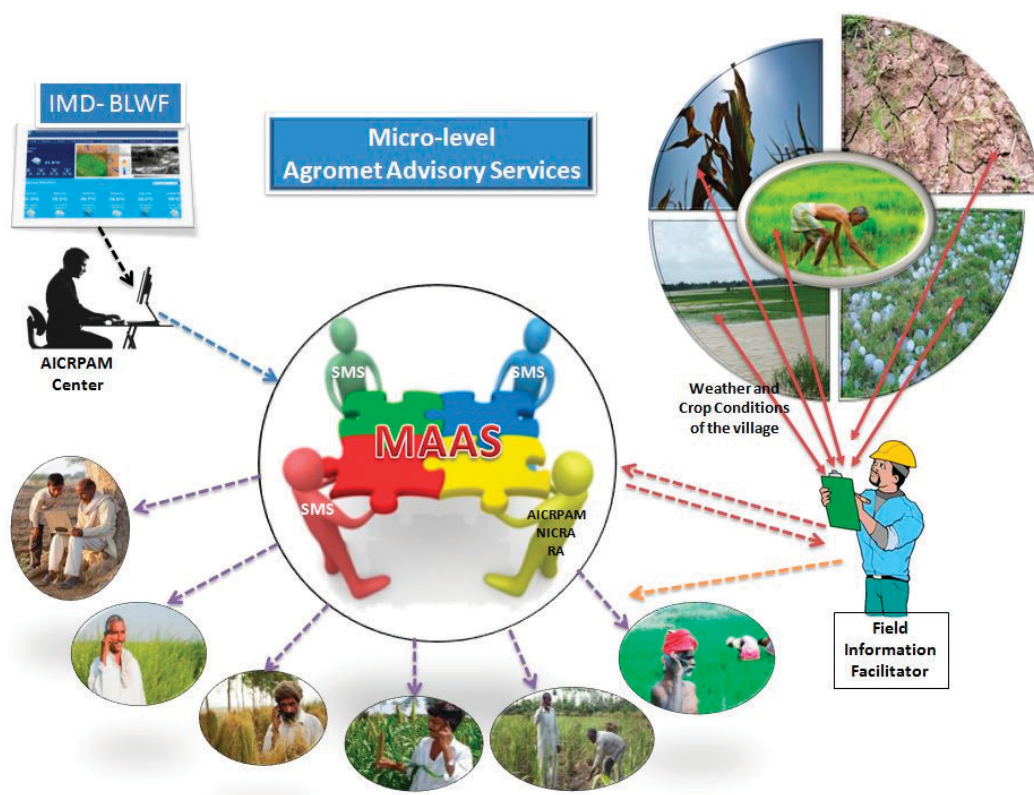 IMD- BLWF
Micro-level
Agromet Advisory Services
AICRPAM
Center
SMS
SMS
MAAS
SMS
AICRPAM
NICRA
RA
Weather and
Crop Conditions
of the village
Field
Information
Facilitator